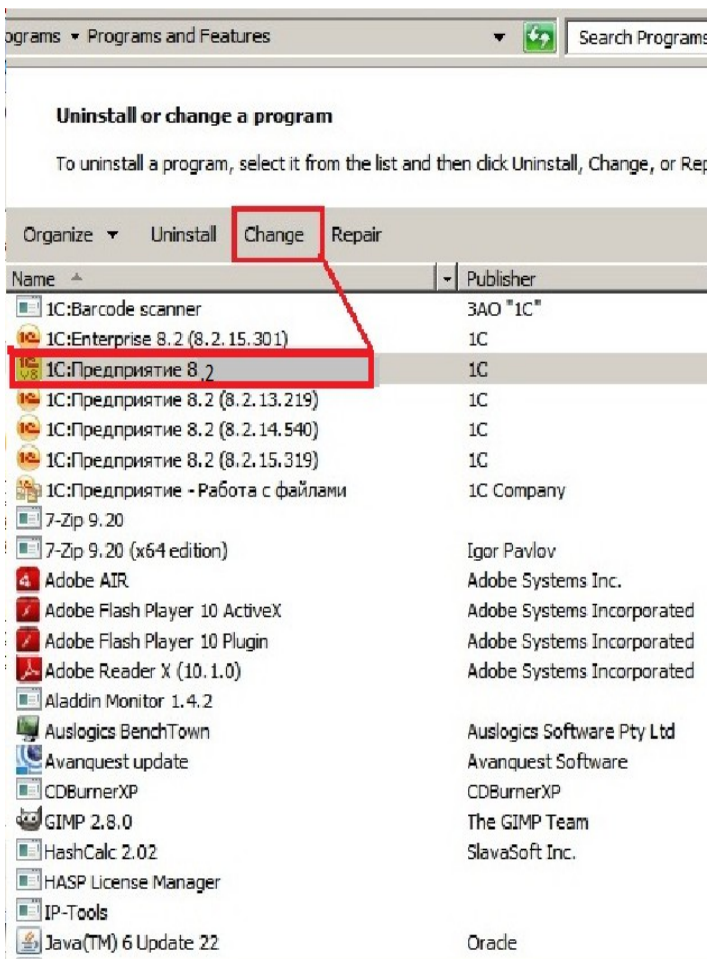 ograms Programs and Features Search Programs
Uninstall or change a program
To uninstall a program, select it from the list and then click Uninstall, Change, or Rep
Organize Uninstall Change Repair
Name Publisher
1C:Barcode scanner ЗАО "1С"
1C:Enterprise 8.2 (8.2.15.301) 1C
1С:Предприятие 8.2 1C
1С:Предприятие 8.2 (8.2.13.219) 1C
1С:Предприятие 8.2 (8.2.14.540) 1C
1С:Предприятие 8.2 (8.2.15.319) 1C
1С:Предприятие - Работа с файлами 1C Company
7-Zip 9.20
7-Zip 9.20 (x64 edition) Igor Pavlov
Adobe AIR Adobe Systems Inc.
Adobe Flash Player 10 ActiveX Adobe Systems Incorporated
Adobe Flash Player 10 Plugin Adobe Systems Incorporated
Adobe Reader X (10.1.0) Adobe Systems Incorporated
Aladdin Monitor 1.4.2
Auslogics BenchTown Auslogics Software Pty Ltd
Avanquest update Avanquest Software
CDBurnerXP CDBurnerXP
GIMP 2.8.0 The GIMP Team
HashCalc 2.02 SlavaSoft Inc.
HASP License Manager
IP-Tools
Java(TM) 6 Update 22 Oracle